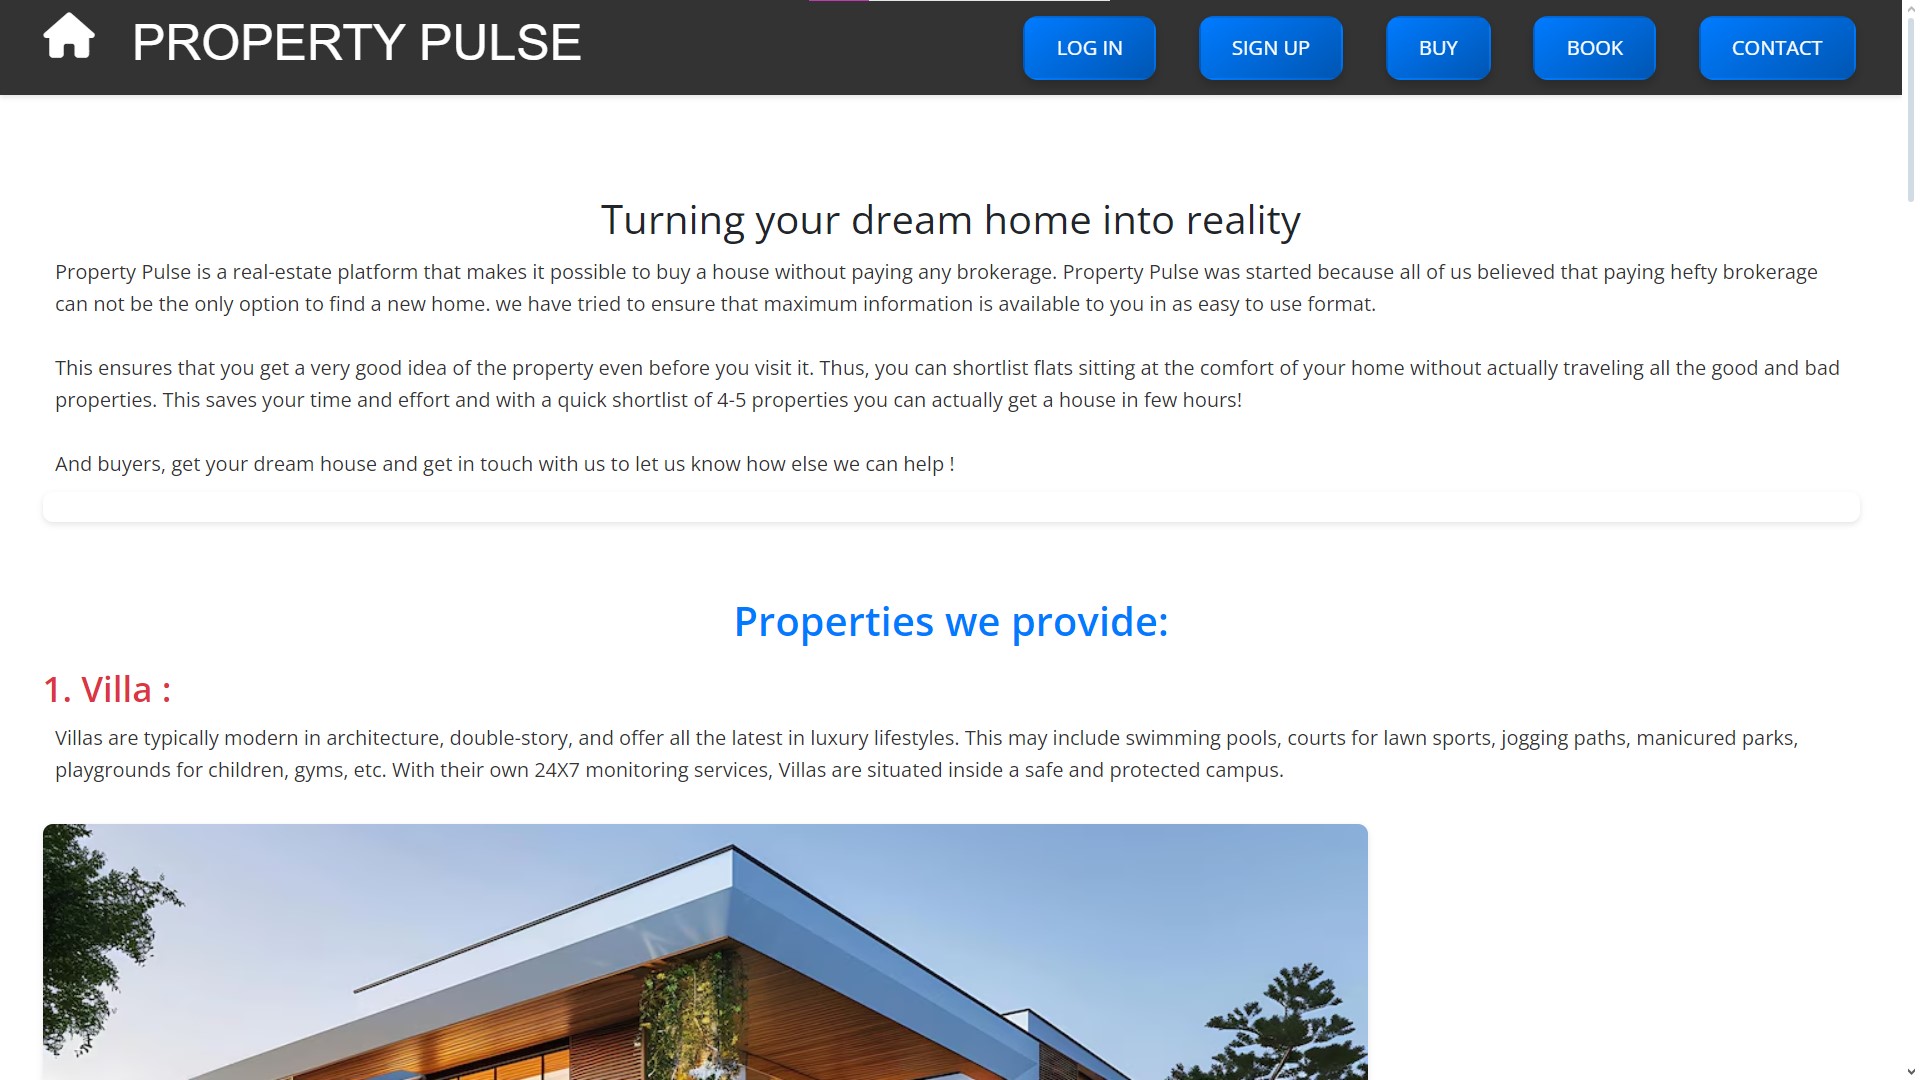 PROPERTY PULSE
LOG IN
SIGN UP
BUY
BOOK
CONTACT
Turning your dream home into reality
Property Pulse is a real-estate platform that makes it possible to buy a house without paying any brokerage. Property Pulse was started because all of us believed that paying hefty brokerage
can not be the only option to find a new home. we have tried to ensure that maximum information is available to you in as easy to use format.
This ensures that you get a very good idea of the property even before you visit it. Thus, you can shortlist flats sitting at the comfort of your home without actually traveling all the good and bad
properties. This saves your time and effort and with a quick shortlist of 4-5 properties you can actually get a house in few hours!
And buyers, get your dream house and get in touch with us to let us know how else we can help !
Properties we provide:
1. Villa :
Villas are typically modern in architecture, double-story, and offer all the latest in luxury lifestyles. This may include swimming pools, courts for lawn sports, jogging paths, manicured parks,
playgrounds for children, gyms, etc. With their own 24X7 monitoring services, Villas are situated inside a safe and protected campus.